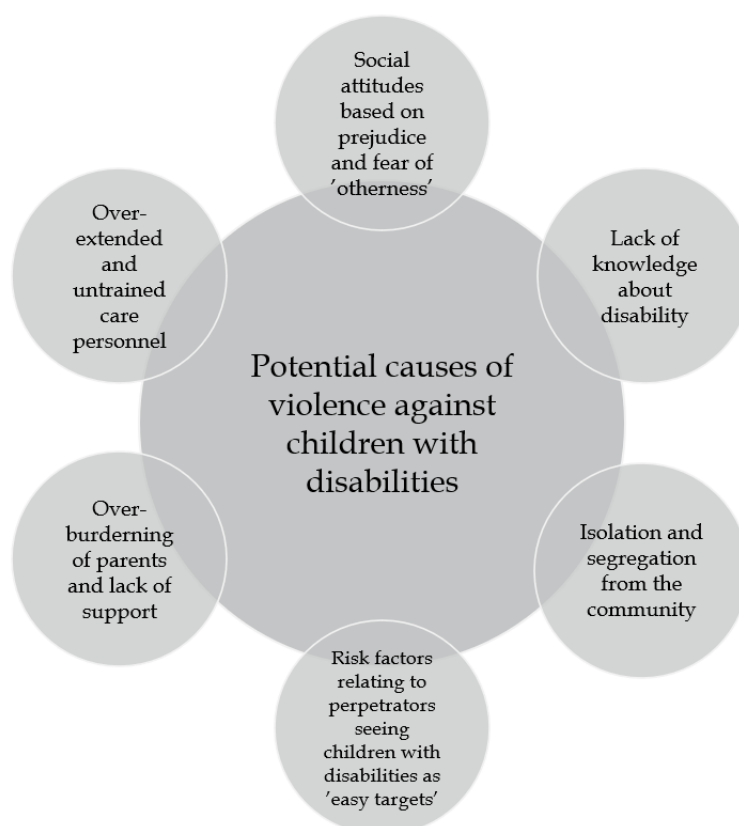 Social
attitudes
based on
prejudice
and fear of
’otherness’
Lack of
knowledge
about
disability
Isolation and
segregation
from the
community
Risk factors
relating to
perpetrators
seeing
children with
disabilities as
’easy targets’
Over-
burderning
of parents
and lack of
support
Over-
extended
and
untrained
care
personnel
Potential causes of
violence against
children with
disabilities